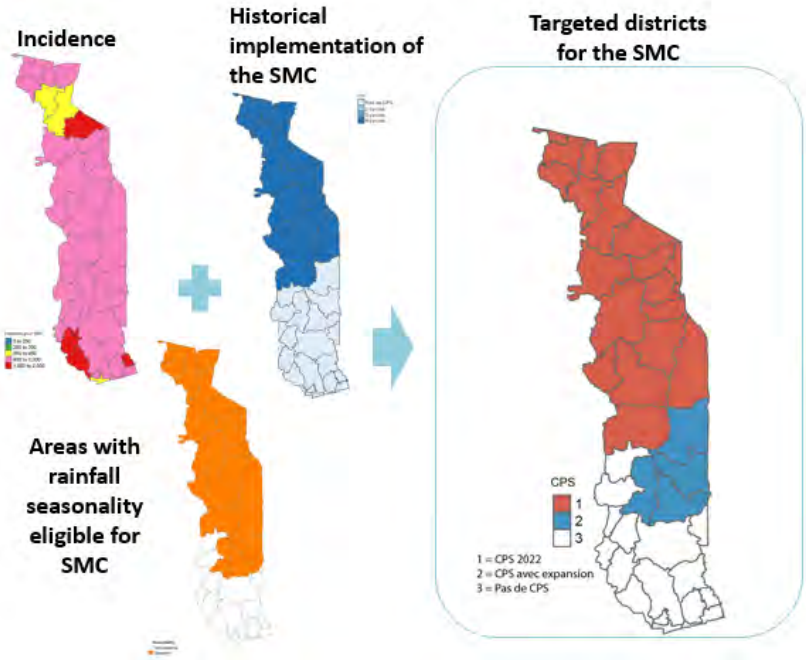 Incidence
Historical
implementation of
the SMC
Targeted districts
for the SMC
Areas with
rainfall
seasonality
eligible for
SMC
CPS
1
2
3
1 = CPS 2022
2 = CPS avec expansion
3 = Pas de CPS